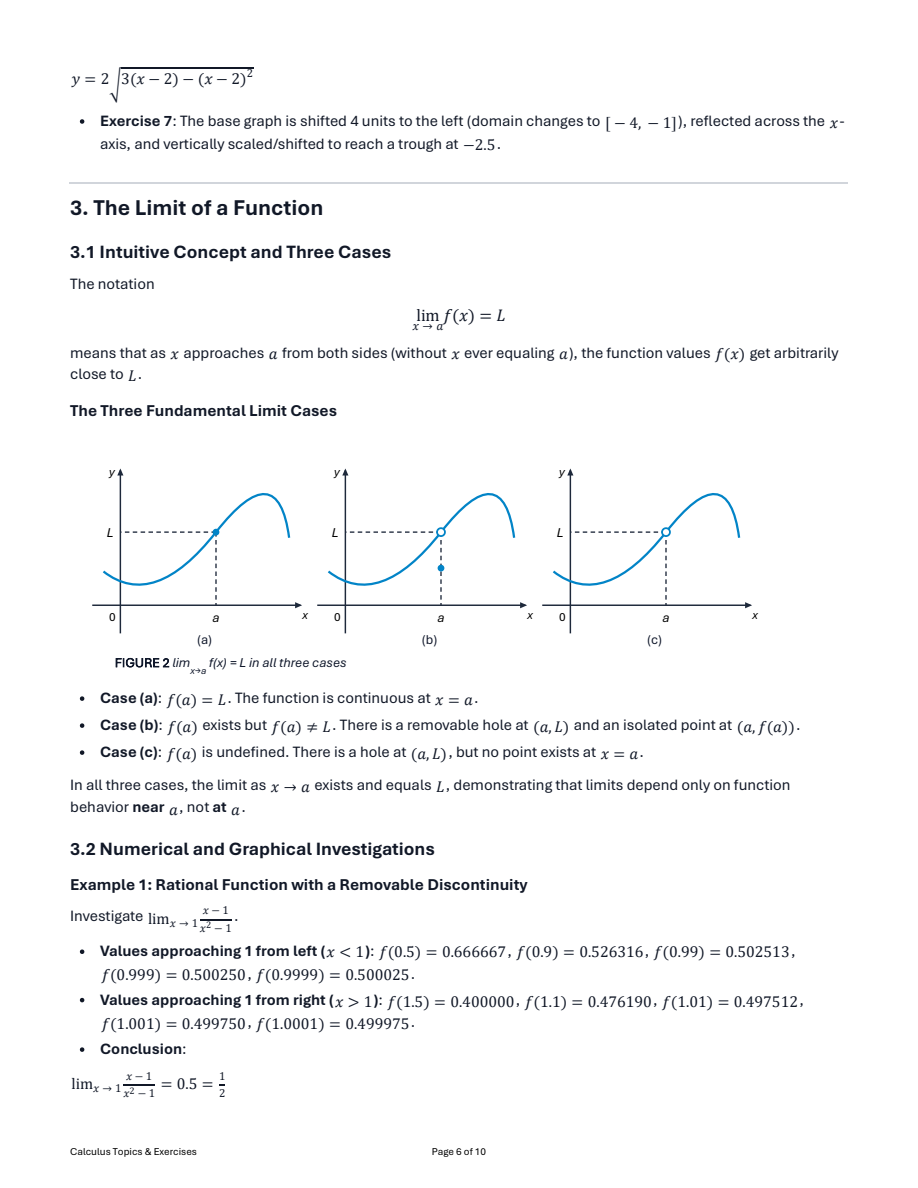 y = 2√(3(x − 2) − (x − 2)²)
• Exercise 7: The base graph is shifted 4 units to the left (domain changes to [ − 4, − 1]), reflected across the x-
axis, and vertically scaled/shifted to reach a trough at −2.5.
3. The Limit of a Function
3.1 Intuitive Concept and Three Cases
The notation
lim x → a f(x) = L
means that as x approaches a from both sides (without x ever equaling a), the function values f(x) get arbitrarily
close to L.
The Three Fundamental Limit Cases
y L 0 a x
(a)
y L 0 a x
(b)
y L 0 a x
(c)
FIGURE 2 lim x→a f(x) = L in all three cases
• Case (a): f(a) = L. The function is continuous at x = a.
• Case (b): f(a) exists but f(a) ≠ L. There is a removable hole at (a, L) and an isolated point at (a, f(a)).
• Case (c): f(a) is undefined. There is a hole at (a, L), but no point exists at x = a.
In all three cases, the limit as x → a exists and equals L, demonstrating that limits depend only on function
behavior near a, not at a.
3.2 Numerical and Graphical Investigations
Example 1: Rational Function with a Removable Discontinuity
Investigate lim x → 1 (x − 1)/(x² − 1).
• Values approaching 1 from left (x < 1): f(0.5) = 0.666667, f(0.9) = 0.526316, f(0.99) = 0.502513,
f(0.999) = 0.500250, f(0.9999) = 0.500025.
• Values approaching 1 from right (x > 1): f(1.5) = 0.400000, f(1.1) = 0.476190, f(1.01) = 0.497512,
f(1.001) = 0.499750, f(1.0001) = 0.499975.
• Conclusion:
lim x → 1 (x − 1)/(x² − 1) = 0.5 = 1/2
Calculus Topics & Exercises Page 6 of 10